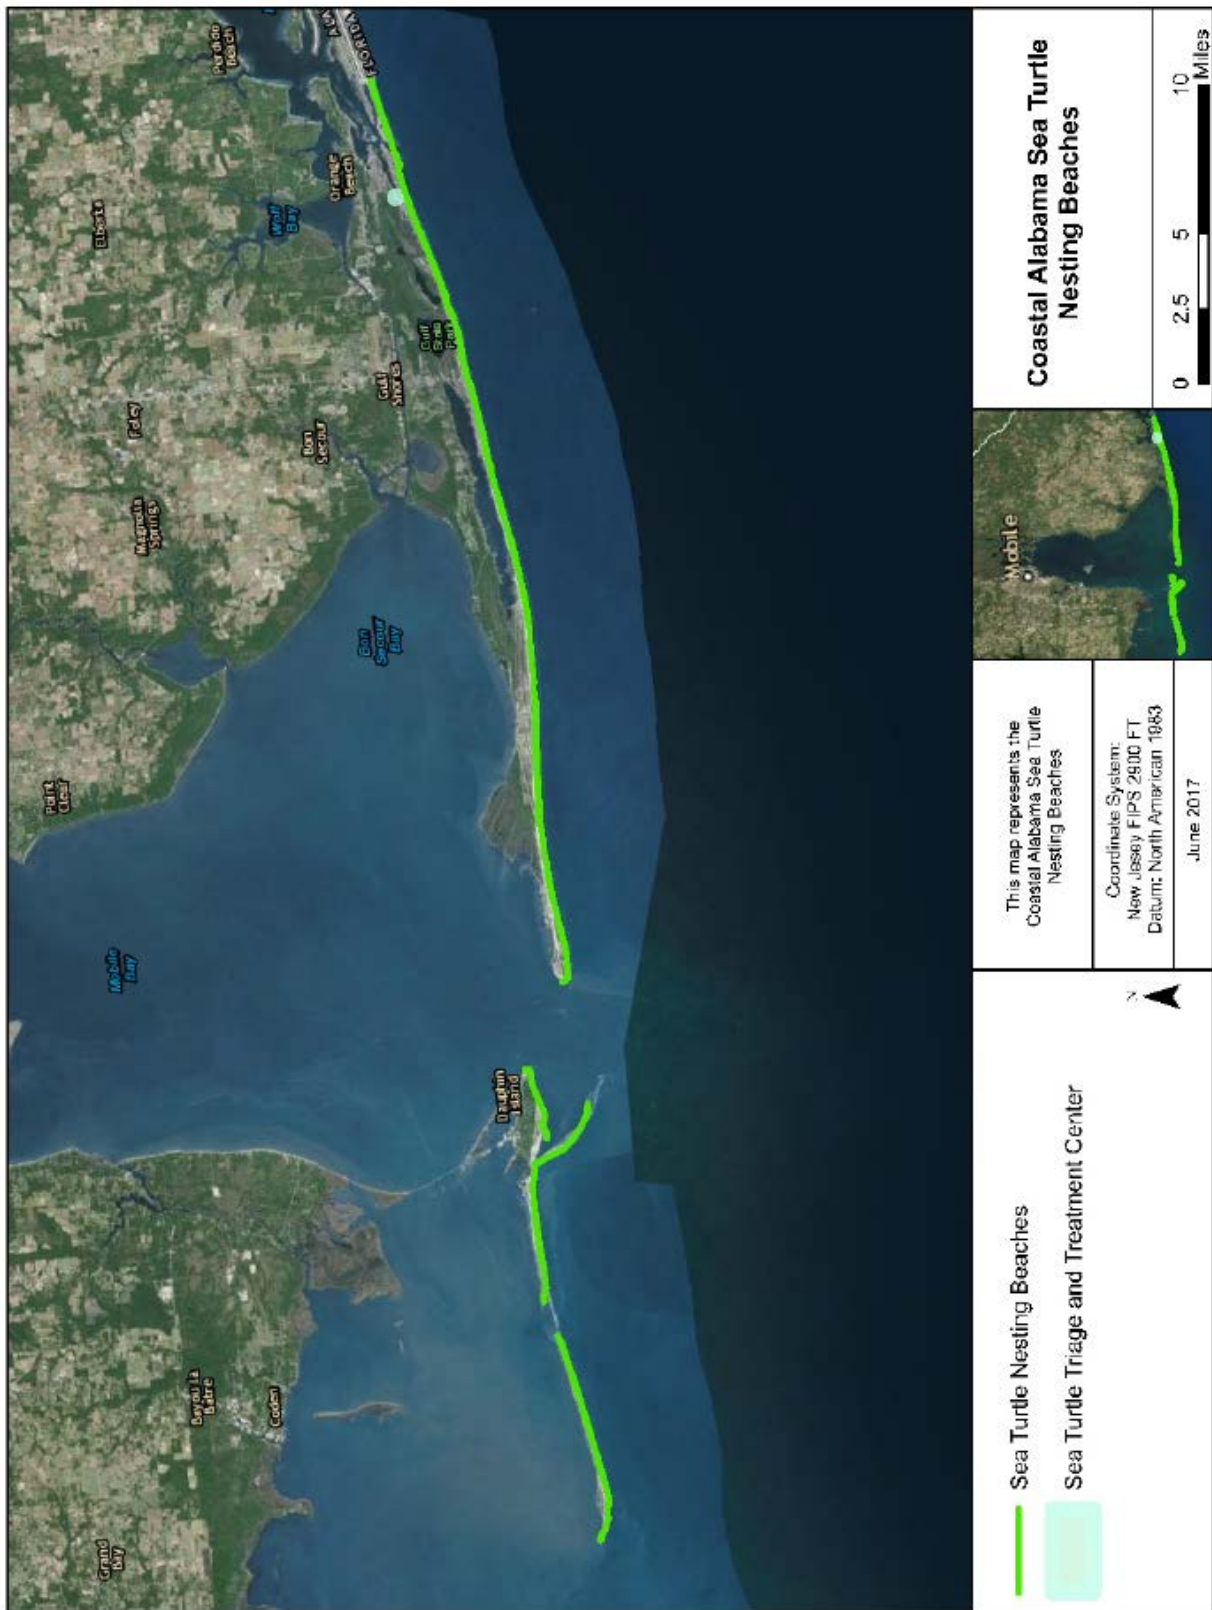 Perdido
Beach
ALA
FLORIDA
Elberta
Wolf
Bay
Orange
Beach
Foley
Gulf
State
Park
Gulf
Shores
Bon
Secour
Magnolia
Springs
Bon
Secour
Bay
Point
Clear
Mobile
Bay
Dauphin
Island
Bayou La
Batre
Coden
Grand
Bay
Sea Turtle Nesting Beaches
Sea Turtle Triage and Treatment Center
N
This map represents the
Coastal Alabama Sea Turtle
Nesting Beaches
Coordinate System:
New Jasey FIPS 2900 FT
Datum: North American 1983
June 2017
Mobile
Coastal Alabama Sea Turtle
Nesting Beaches
0 2.5 5 10
Miles